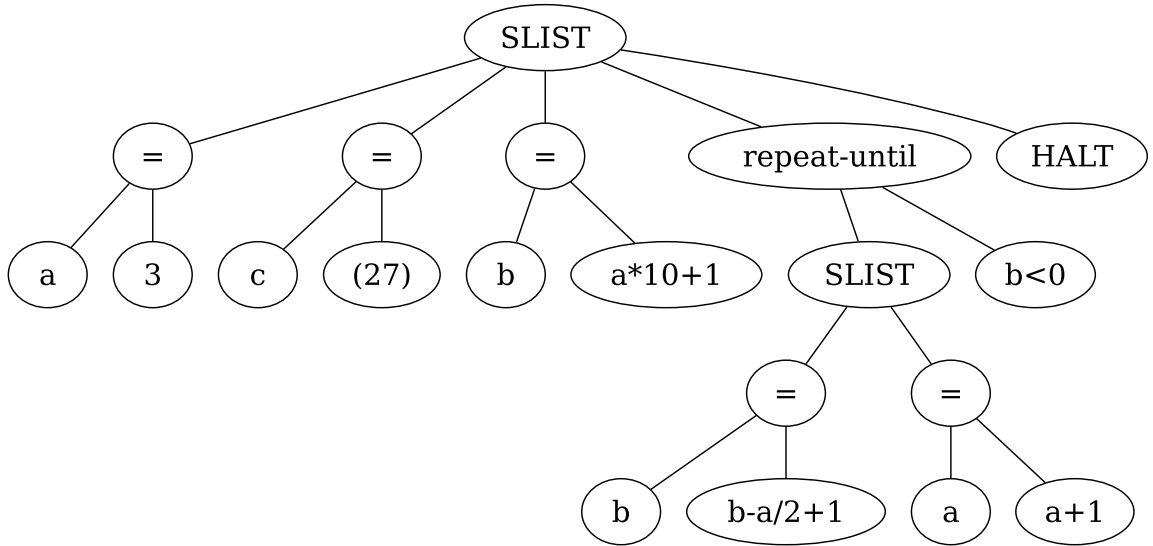 SLIST
= = = repeat-until HALT
a 3 c (27) b a*10+1 SLIST b<0
= =
b b-a/2+1 a a+1